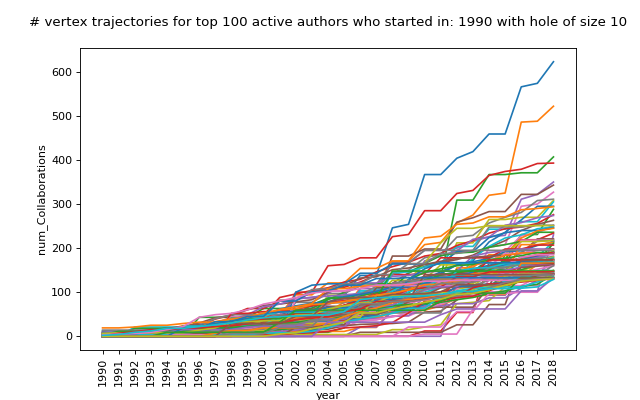 # vertex trajectories for top 100 active authors who started in: 1990 with hole of size 10
600
500
400
300
200
100
0
num_Collaborations
1990 1991 1992 1993 1994 1995 1996 1997 1998 1999 2000 2001 2002 2003 2004 2005 2006 2007 2008 2009 2010 2011 2012 2013 2014 2015 2016 2017 2018
year